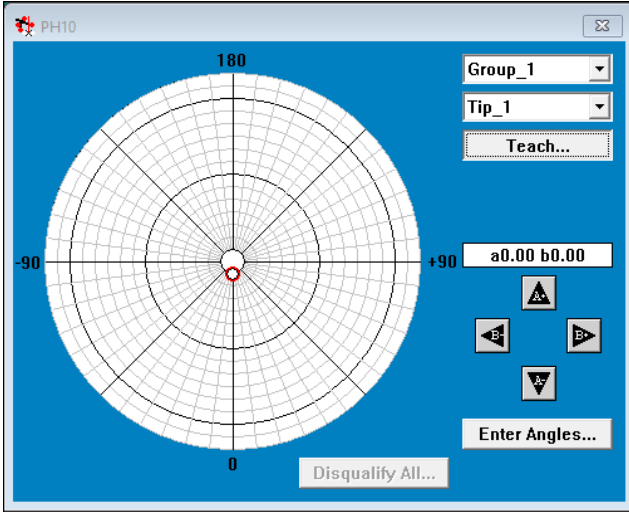 PH10
180
Group_1
Tip_1
Teach...
-90
+90
a0.00 b0.00
A+
B-
B+
A-
Enter Angles...
0
Disqualify All...